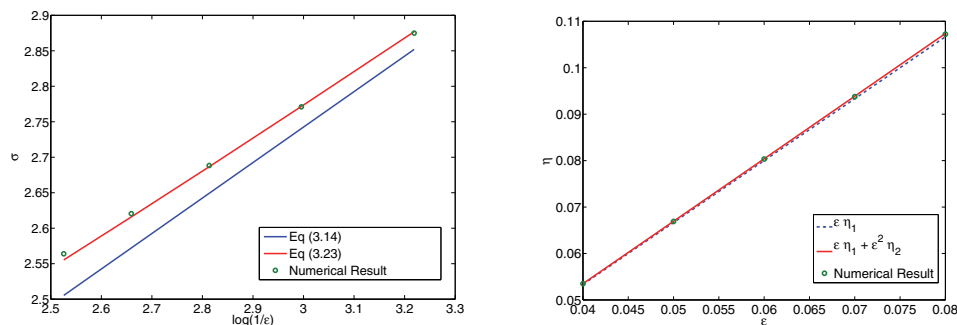 2.9
2.85
2.8
2.75
2.7
2.65
2.6
2.55
2.5
σ
2.5 2.6 2.7 2.8 2.9 3 3.1 3.2 3.3
log(1/ε)
Eq (3.14)
Eq (3.23)
Numerical Result
0.11
0.1
0.09
0.08
0.07
0.06
0.05
η
0.04 0.045 0.05 0.055 0.06 0.065 0.07 0.075 0.08
ε
ε η₁
ε η₁ + ε² η₂
Numerical Result